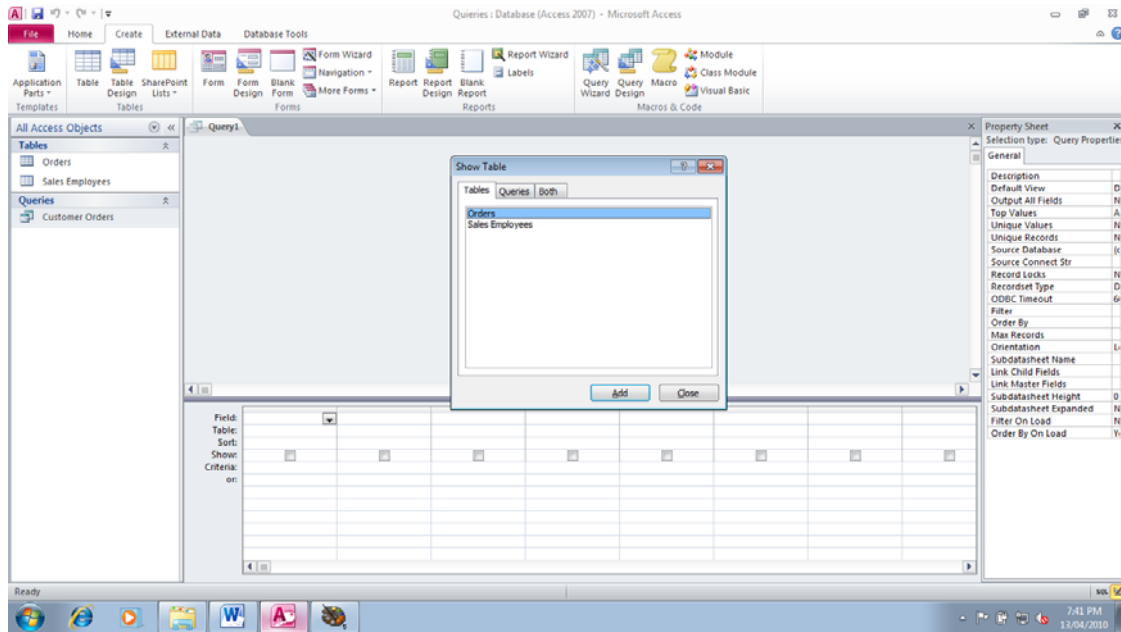 Quieries : Database (Access 2007) - Microsoft Access
File Home Create External Data Database Tools
Application Parts
Table
Table Design
SharePoint Lists
Form
Form Design
Blank Form
Form Wizard
Navigation
More Forms
Report
Report Design
Blank Report
Report Wizard
Labels
Query Wizard
Query Design
Macro
Module
Class Module
Visual Basic
Templates Tables Forms Reports Macros & Code
All Access Objects
Tables
Orders
Sales Employees
Queries
Customer Orders
Query1
Show Table
Tables Queries Both
Orders
Sales Employees
Add Close
Field:
Table:
Sort:
Show:
Criteria:
or:
Property Sheet
Selection type: Query Properties
General
Description
Default View D
Output All Fields N
Top Values A
Unique Values N
Unique Records N
Source Database (c
Source Connect Str
Record Locks N
Recordset Type D
ODBC Timeout 6
Filter
Order By
Max Records
Orientation L
Subdatasheet Name
Link Child Fields
Link Master Fields
Subdatasheet Height 0
Subdatasheet Expanded N
Filter On Load N
Order By On Load Y
Ready
SQL
7:41 PM
13/04/2010